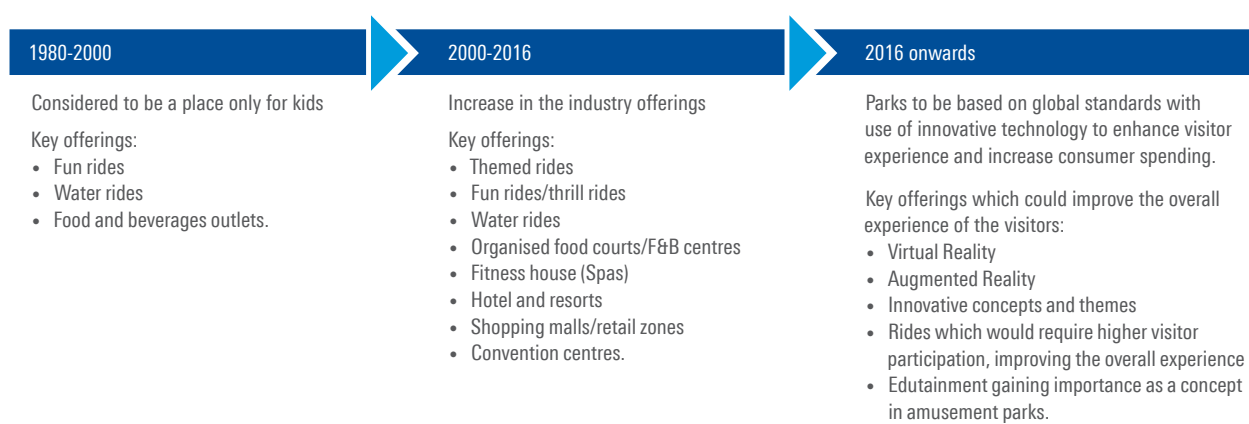 1980-2000
Considered to be a place only for kids
Key offerings:
• Fun rides
• Water rides
• Food and beverages outlets.
2000-2016
Increase in the industry offerings
Key offerings:
• Themed rides
• Fun rides/thrill rides
• Water rides
• Organised food courts/F&B centres
• Fitness house (Spas)
• Hotel and resorts
• Shopping malls/retail zones
• Convention centres.
2016 onwards
Parks to be based on global standards with
use of innovative technology to enhance visitor
experience and increase consumer spending.
Key offerings which could improve the overall
experience of the visitors:
• Virtual Reality
• Augmented Reality
• Innovative concepts and themes
• Rides which would require higher visitor
participation, improving the overall experience
• Edutainment gaining importance as a concept
in amusement parks.